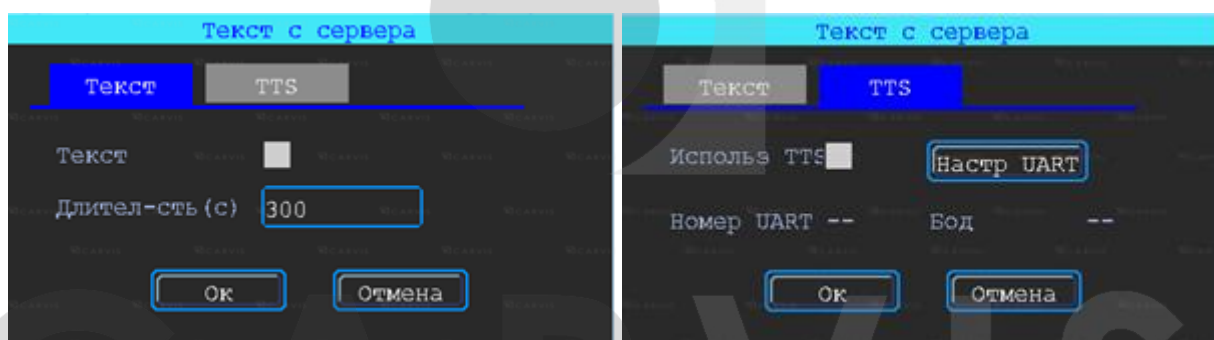 Текст с сервера
Текст TTS
Текст
Длител-сть(с) 300
Ок Отмена
Текст с сервера
Текст TTS
Использ TTS Настр UART
Номер UART -- Бод --
Ок Отмена